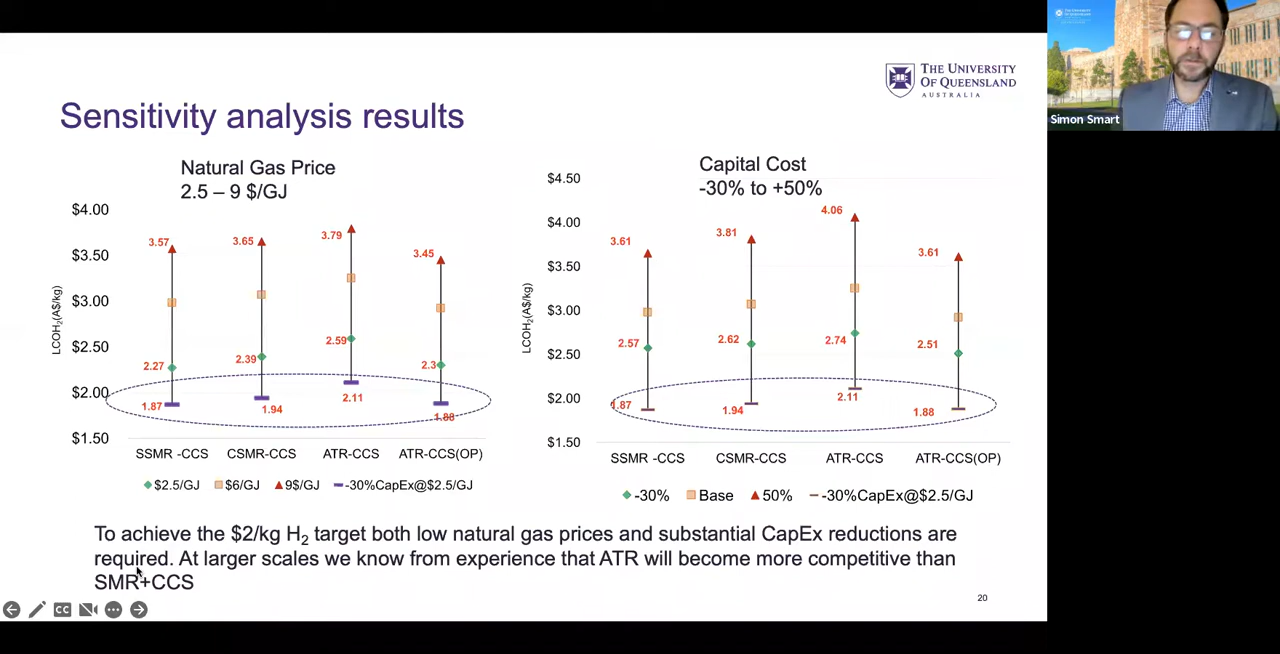 THE UNIVERSITY
OF QUEENSLAND
AUSTRALIA
Simon Smart
Sensitivity analysis results
Natural Gas Price
2.5 – 9 $/GJ
$4.00
$3.50
$3.00
$2.50
$2.00
$1.50
LCOH2(A$/kg)
3.57
3.65
3.79
3.45
2.27
2.39
2.59
2.3
1.87
1.94
2.11
1.88
SSMR -CCS
CSMR-CCS
ATR-CCS
ATR-CCS(OP)
$2.5/GJ
$6/GJ
9$/GJ
-30%CapEx@$2.5/GJ
Capital Cost
-30% to +50%
$4.50
$4.00
$3.50
$3.00
$2.50
$2.00
$1.50
LCOH2(A$/kg)
3.61
3.81
4.06
3.61
2.57
2.62
2.74
2.51
1.87
1.94
2.11
1.88
SSMR -CCS
CSMR-CCS
ATR-CCS
ATR-CCS(OP)
-30%
Base
50%
-30%CapEx@$2.5/GJ
To achieve the $2/kg H2 target both low natural gas prices and substantial CapEx reductions are
required. At larger scales we know from experience that ATR will become more competitive than
SMR+CCS
20
CC